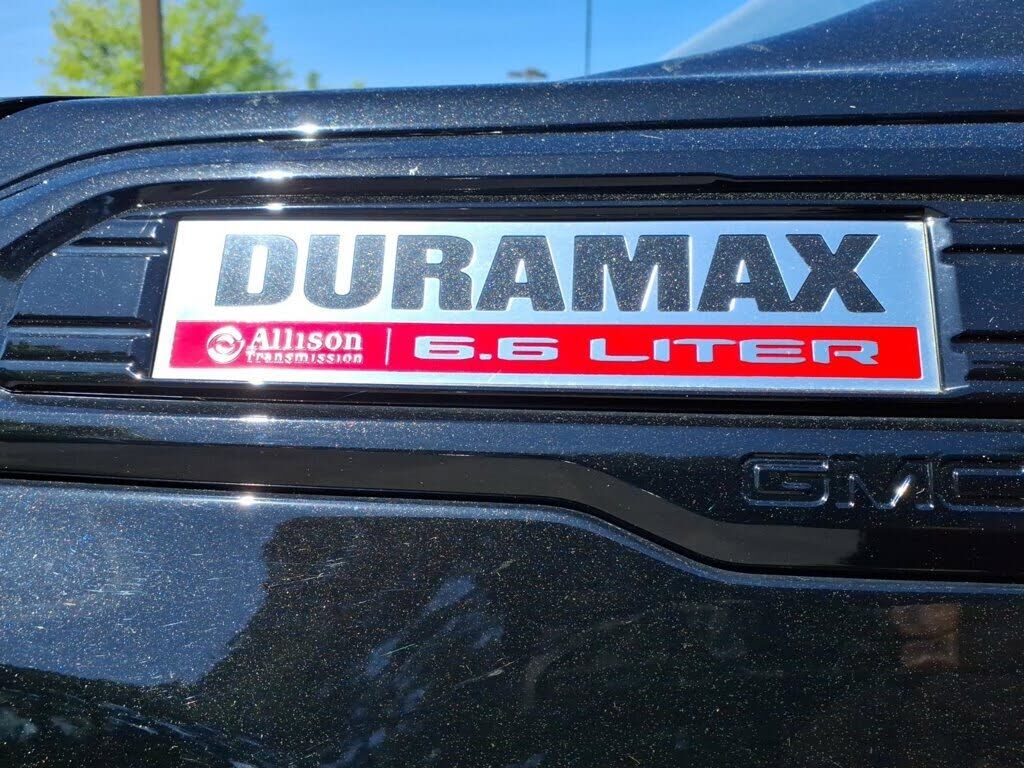 DURAMAX
Allison
Transmission
6.6 LITER
GMC